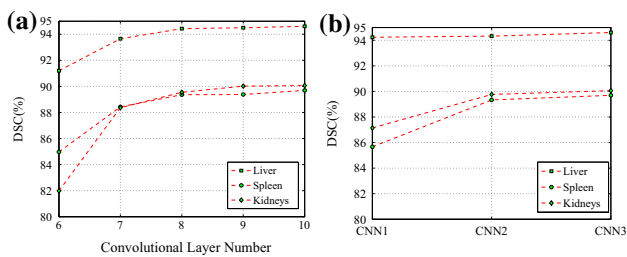 (a)
95
94
92
90
88
86
84
82
80
DSC(%)
6
7
8
9
10
Convolutional Layer Number
Liver
Spleen
Kidneys
(b)
95
94
92
90
88
86
84
82
80
DSC(%)
CNN1
CNN2
CNN3
Liver
Spleen
Kidneys